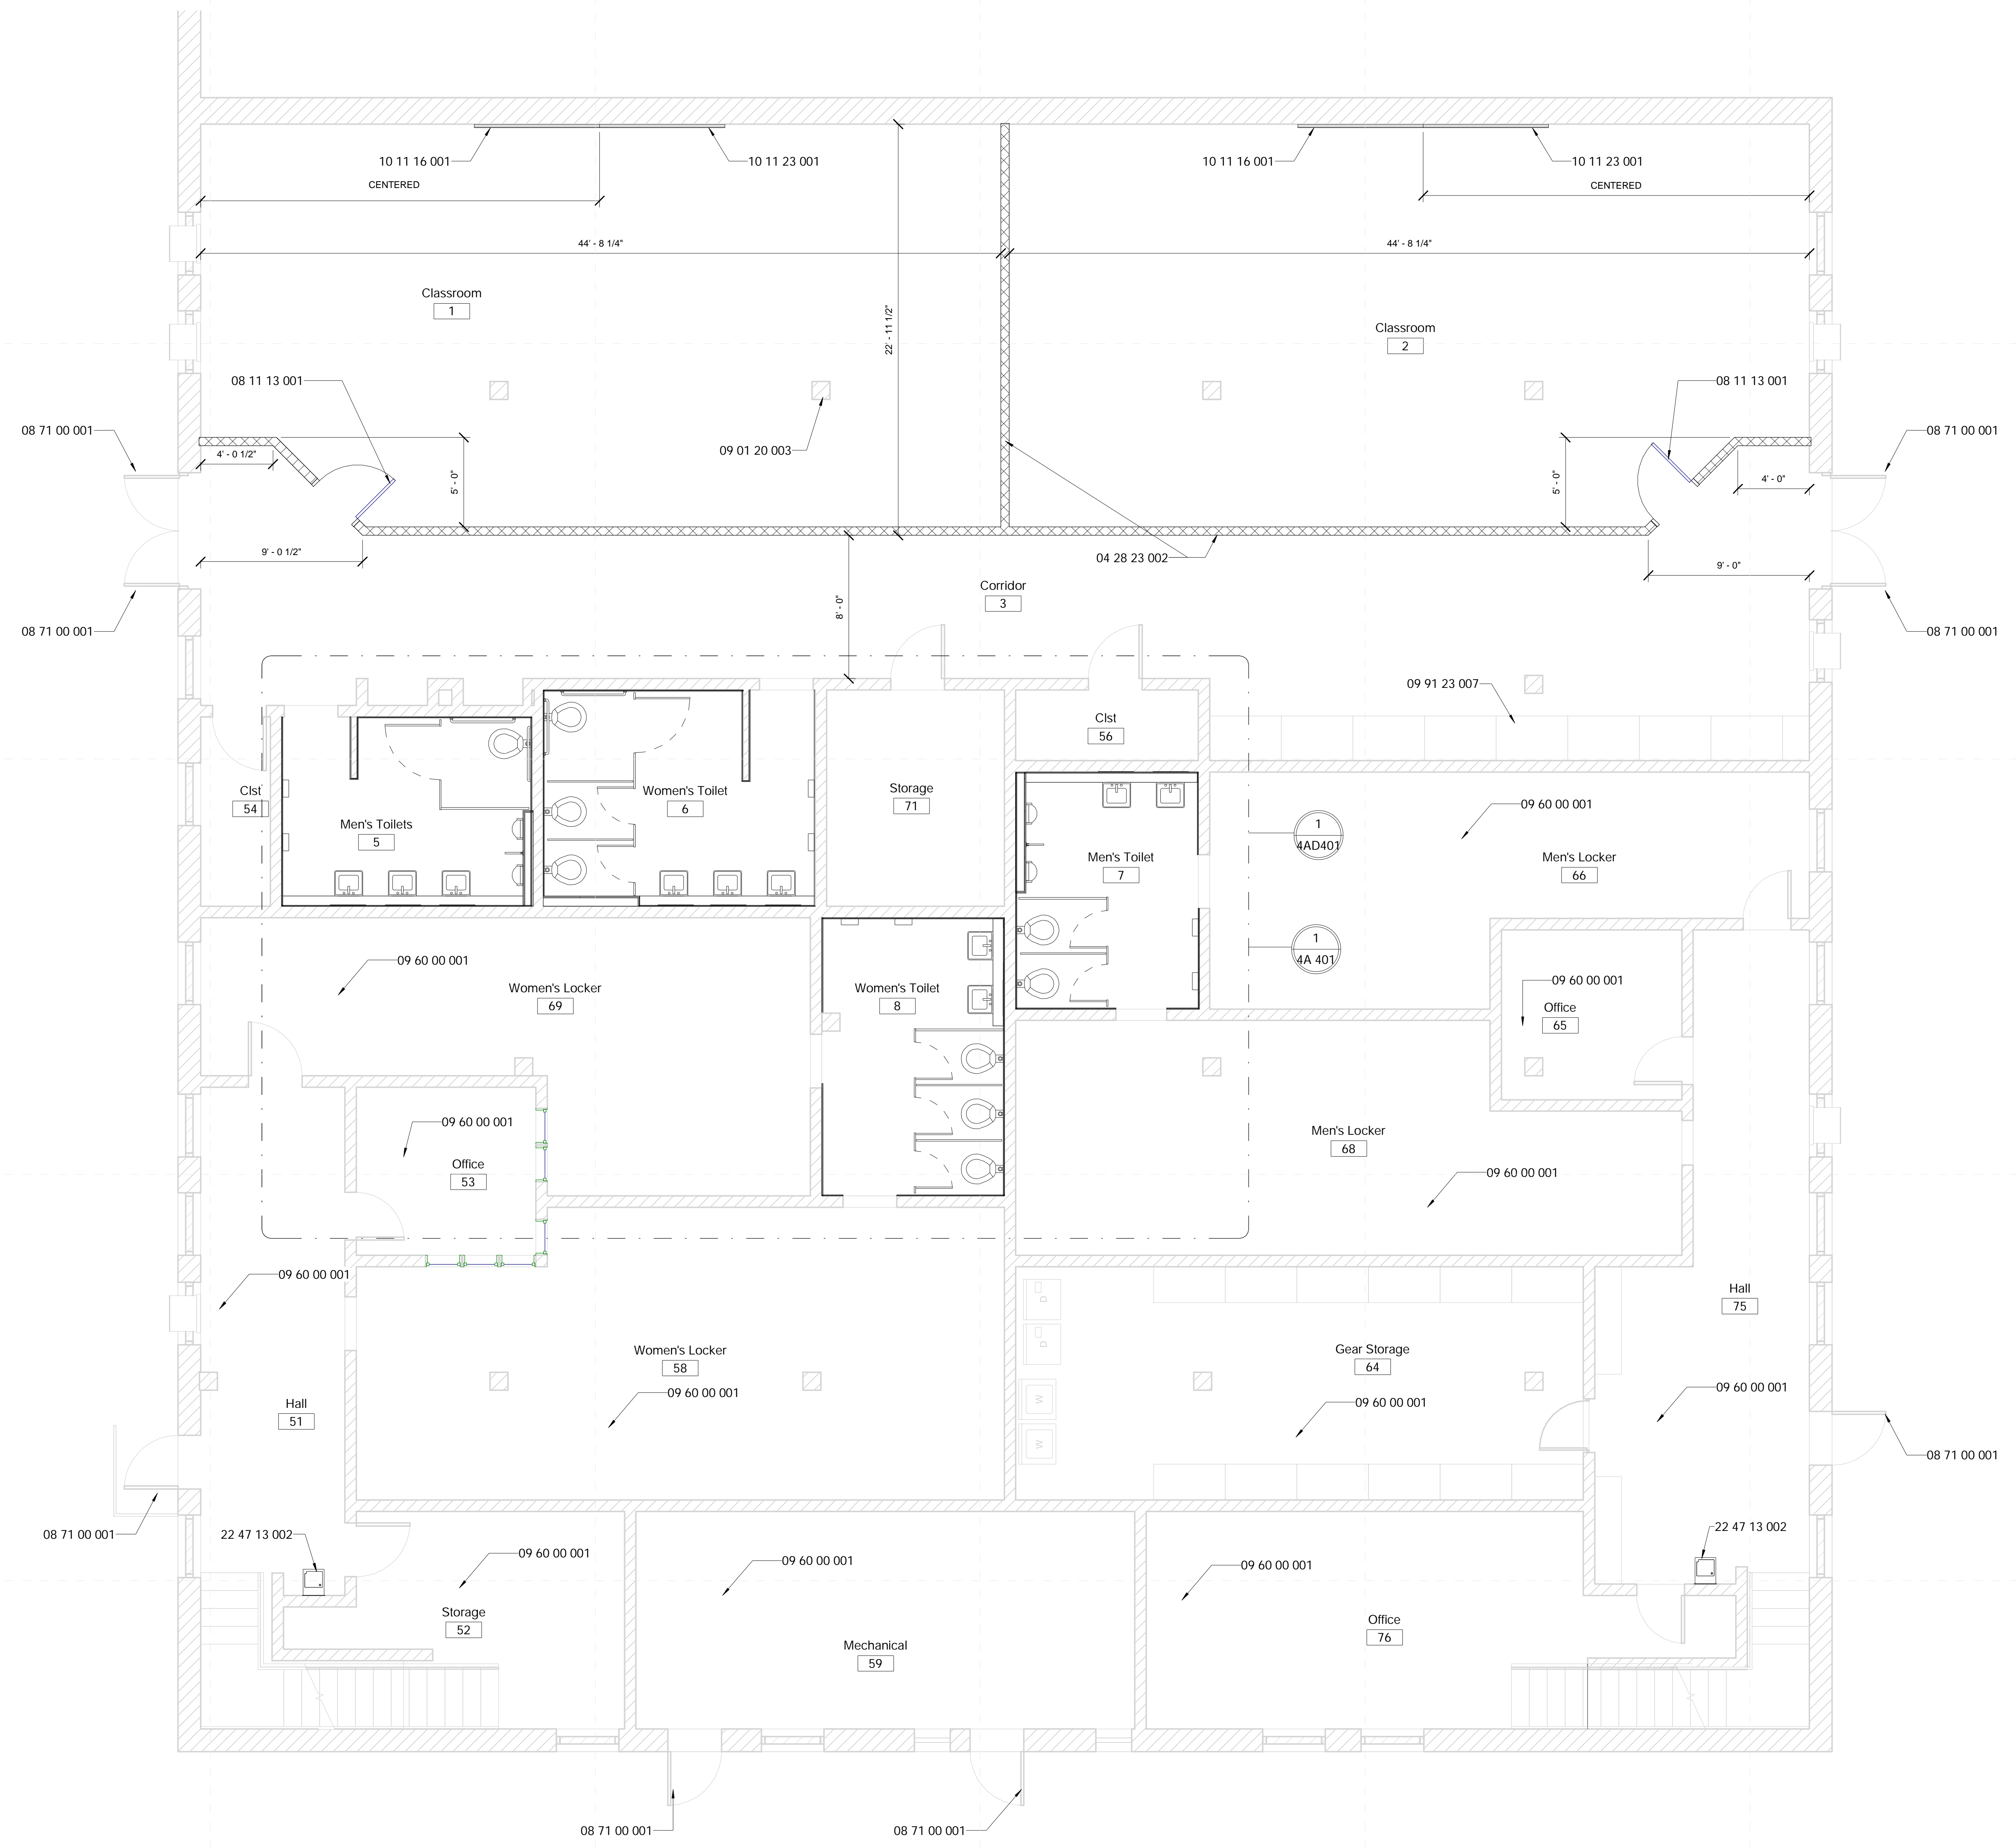 10 11 16 001
10 11 23 001
10 11 16 001
10 11 23 001
CENTERED
CENTERED
44' - 8 1/4"
44' - 8 1/4"
Classroom
1
22' - 11 1/2"
Classroom
2
08 11 13 001
08 11 13 001
08 71 00 001
09 01 20 003
08 71 00 001
4' - 0 1/2"
5' - 0"
5' - 0"
4' - 0"
9' - 0 1/2"
04 28 23 002
9' - 0"
Corridor
3
8' - 0"
08 71 00 001
08 71 00 001
09 91 23 007
Clst
56
Clst
54
Men's Toilets
5
Women's Toilet
6
Storage
71
Men's Toilet
7
1
4AD401
09 60 00 001
Men's Locker
66
1
4A 401
09 60 00 001
Women's Locker
69
Women's Toilet
8
09 60 00 001
Office
65
09 60 00 001
Office
53
Men's Locker
68
09 60 00 001
09 60 00 001
D
D
W
W
Hall
75
Women's Locker
58
09 60 00 001
Gear Storage
64
09 60 00 001
09 60 00 001
Hall
51
08 71 00 001
08 71 00 001
22 47 13 002
22 47 13 002
09 60 00 001
09 60 00 001
09 60 00 001
Storage
52
Mechanical
59
Office
76
08 71 00 001
08 71 00 001